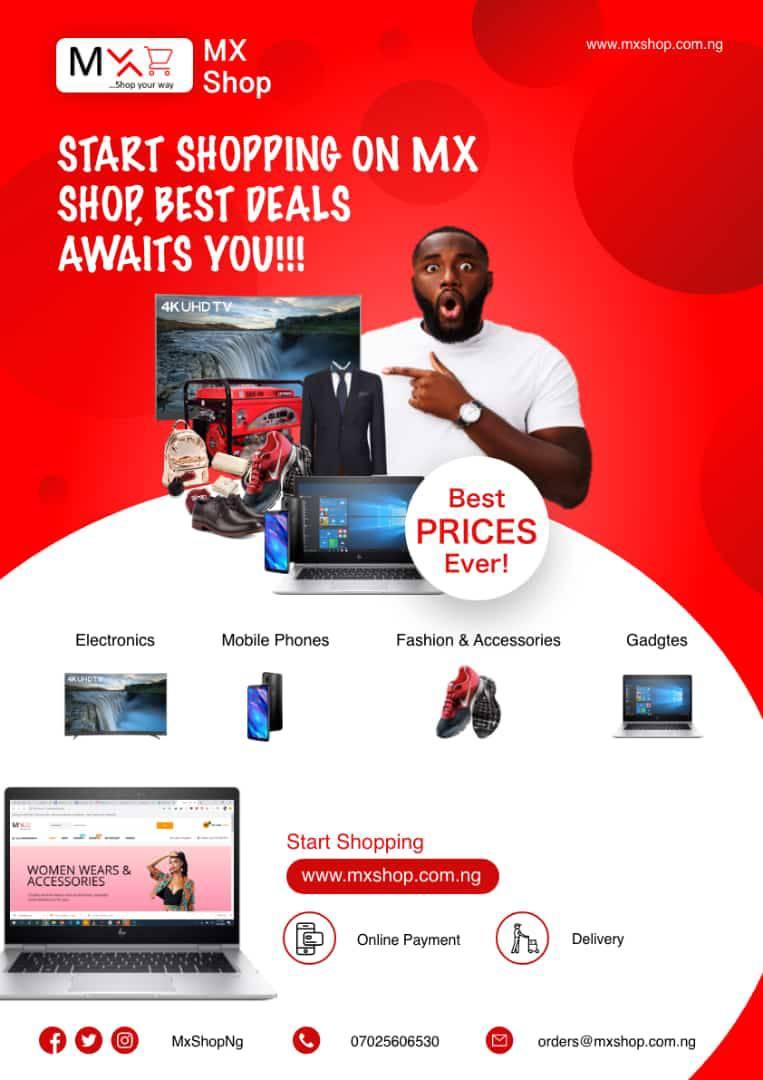 MX
...Shop your way
MX
Shop
www.mxshop.com.ng
START SHOPPING ON MX
SHOP, BEST DEALS
AWAITS YOU!!!
4K UHD TV
Best
PRICES
Ever!
Electronics
Mobile Phones
Fashion & Accessories
Gadgtes
4K UHD TV
WOMEN WEARS &
ACCESSORIES
Start Shopping
www.mxshop.com.ng
Online Payment
Delivery
MxShopNg
07025606530
orders@mxshop.com.ng